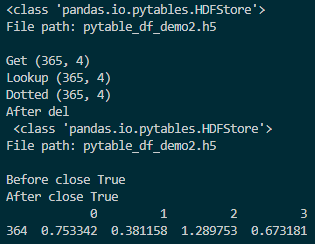 <class 'pandas.io.pytables.HDFStore'>
File path: pytable_df_demo2.h5
Get (365, 4)
Lookup (365, 4)
Dotted (365, 4)
After del
 <class 'pandas.io.pytables.HDFStore'>
File path: pytable_df_demo2.h5
Before close True
After close True
            0         1         2         3
364  0.753342  0.381158  1.289753  0.673181